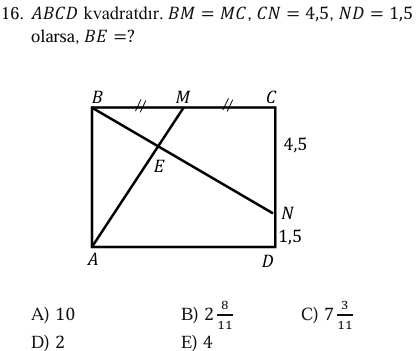 16. ABCD kvadratdır. BM = MC, CN = 4,5, ND = 1,5
olarsa, BE =?
B M C
4,5
E
N
1,5
A D
A) 10 B) 2 8/11 C) 7 3/11
D) 2 E) 4